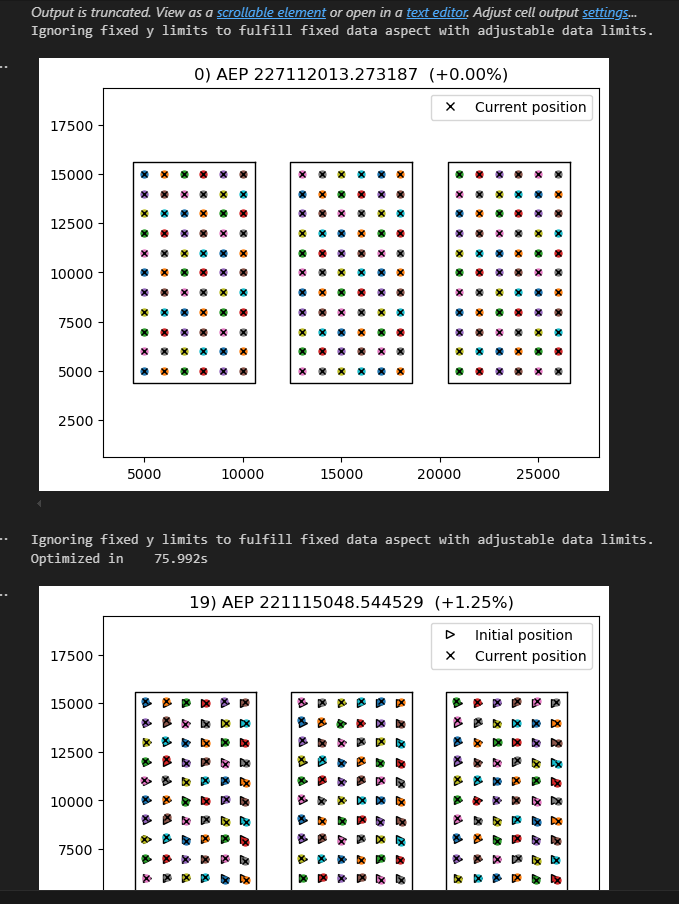 Output is truncated. View as a scrollable element or open in a text editor. Adjust cell output settings...
Ignoring fixed y limits to fulfill fixed data aspect with adjustable data limits.
0) AEP 227112013.273187 (+0.00%)
Current position
17500
15000
12500
10000
7500
5000
2500
5000 10000 15000 20000 25000
Ignoring fixed y limits to fulfill fixed data aspect with adjustable data limits.
Optimized in 75.992s
19) AEP 221115048.544529 (+1.25%)
Initial position
Current position
17500
15000
12500
10000
7500